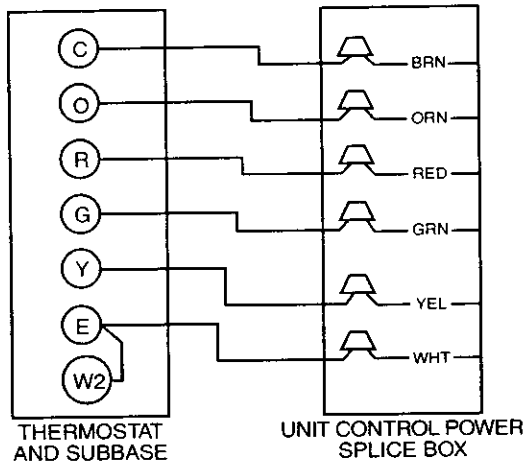 C
BRN
O
ORN
R
RED
G
GRN
Y
YEL
E
WHT
W2
THERMOSTAT
AND SUBBASE
UNIT CONTROL POWER
SPLICE BOX